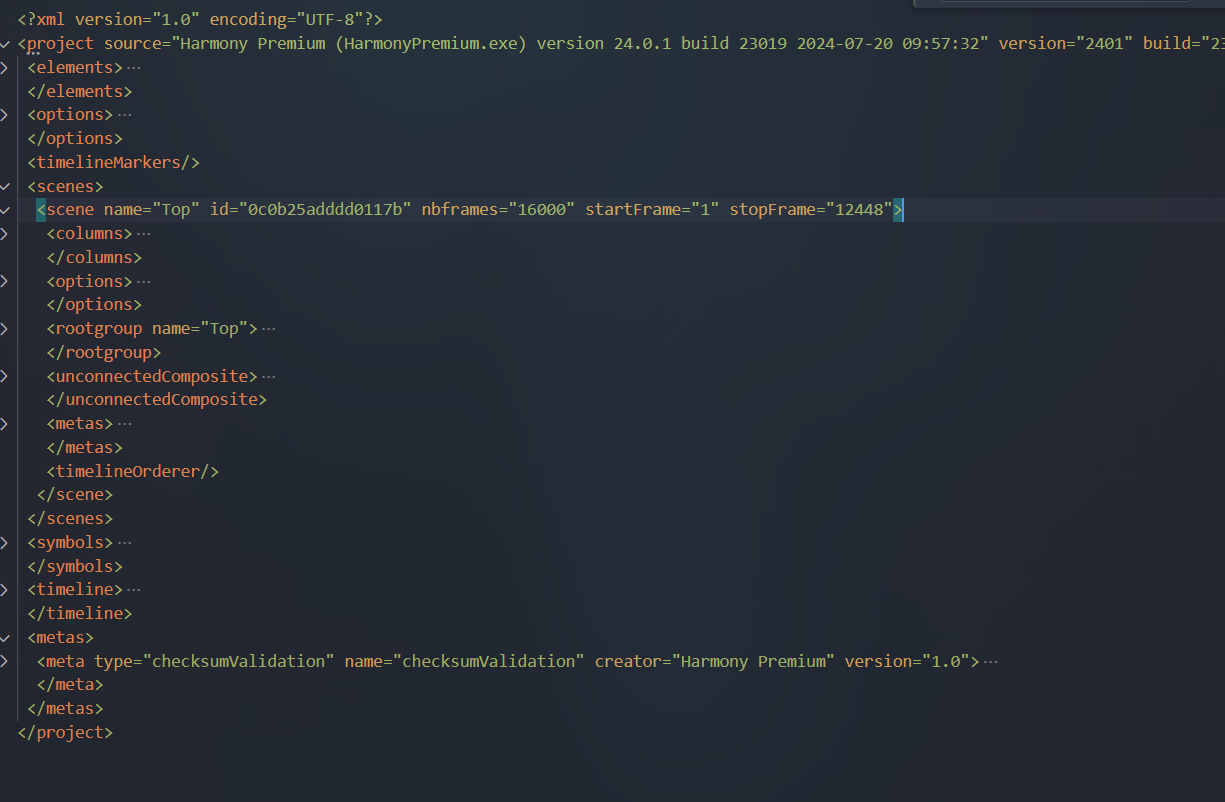 <?xml version="1.0" encoding="UTF-8"?>
<project source="Harmony Premium (HarmonyPremium.exe) version 24.0.1 build 23019 2024-07-20 09:57:32" version="2401" build="23
<elements>···
</elements>
<options>···
</options>
<timelineMarkers/>
<scenes>
<scene name="Top" id="0c0b25adddd0117b" nbframes="16000" startFrame="1" stopFrame="12448">
<columns>···
</columns>
<options>···
</options>
<rootgroup name="Top">···
</rootgroup>
<unconnectedComposite>···
</unconnectedComposite>
<metas>···
</metas>
<timelineOrderer/>
</scene>
</scenes>
<symbols>···
</symbols>
<timeline>···
</timeline>
<metas>
<meta type="checksumValidation" name="checksumValidation" creator="Harmony Premium" version="1.0">···
</meta>
</metas>
</project>